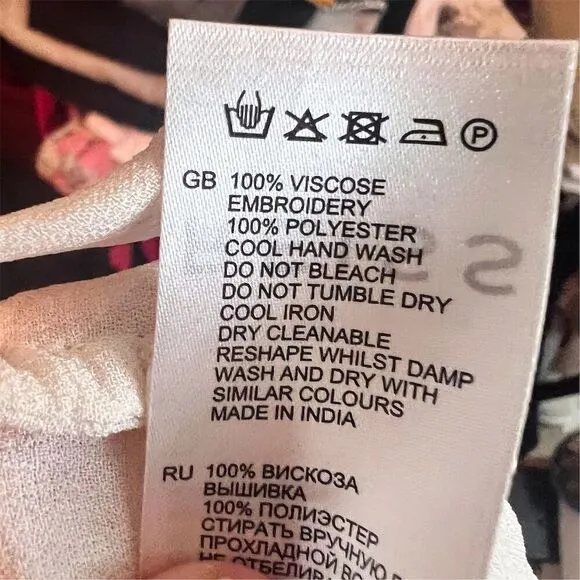 P
GB 100% VISCOSE
EMBROIDERY
100% POLYESTER
COOL HAND WASH
DO NOT BLEACH
DO NOT TUMBLE DRY
COOL IRON
DRY CLEANABLE
RESHAPE WHILST DAMP
WASH AND DRY WITH
SIMILAR COLOURS
MADE IN INDIA
RU 100% ВИСКОЗА
ВЫШИВКА
100% ПОЛИЭСТЕР
СТИРАТЬ ВРУЧНУЮ
ПРОХЛАДНОЙ
НЕ